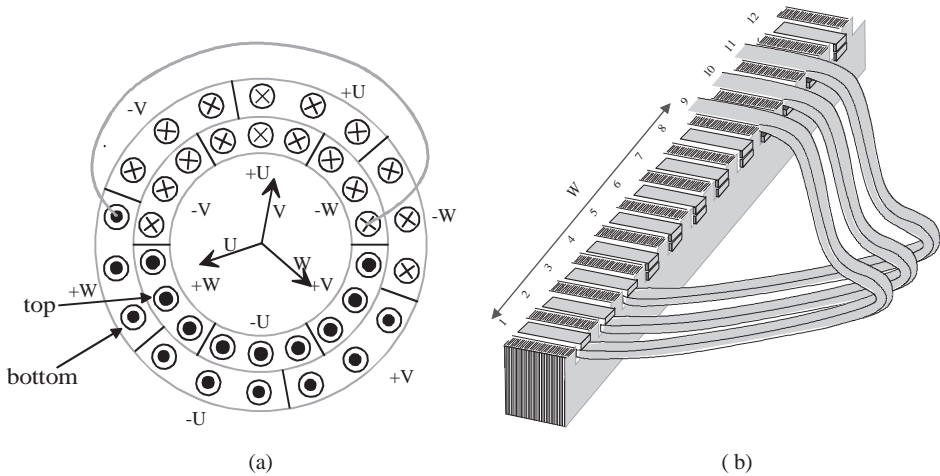 +U
-V
-W
+W
+V
-U
+U
-V
V
-W
U
W
+W
+V
-U
top
bottom
(a)
12
11
10
9
8
7
6
5
4
3
2
1
W
( b)